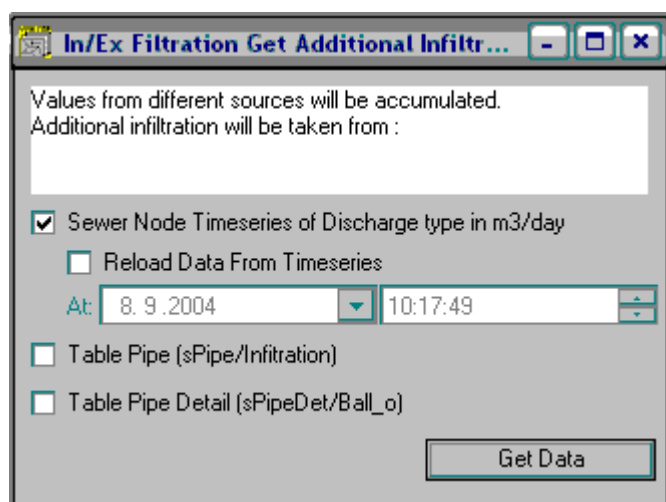 In/Ex Filtration Get Additional Infiltr...
Values from different sources will be accumulated.
Additional infiltration will be taken from :
Sewer Node Timeseries of Discharge type in m3/day
Reload Data From Timeseries
At: 8. 9 .2004 10:17:49
Table Pipe (sPipe/Infitration)
Table Pipe Detail (sPipeDet/Ball_o)
Get Data